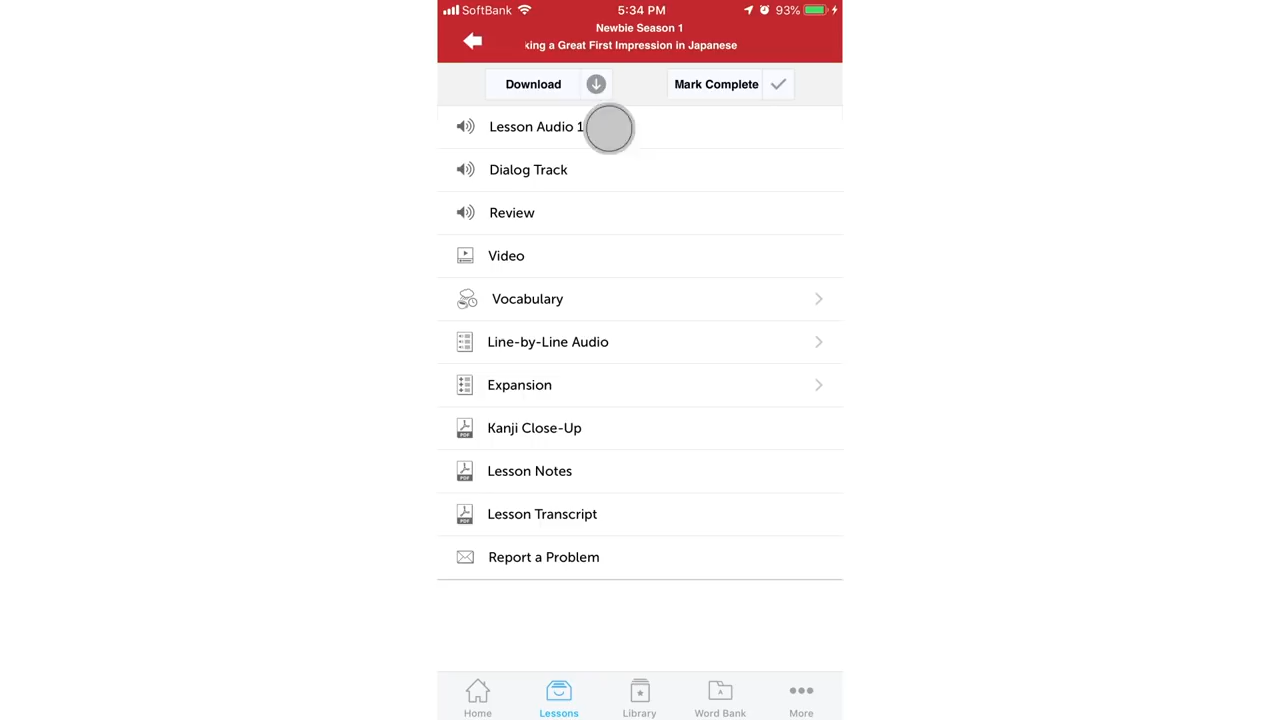 SoftBank 5:34 PM 93%
Newbie Season 1
king a Great First Impression in Japanese
Download Mark Complete
Lesson Audio 1
Dialog Track
Review
Video
Vocabulary
Line-by-Line Audio
Expansion
Kanji Close-Up
Lesson Notes
Lesson Transcript
Report a Problem
Home Lessons Library Word Bank More